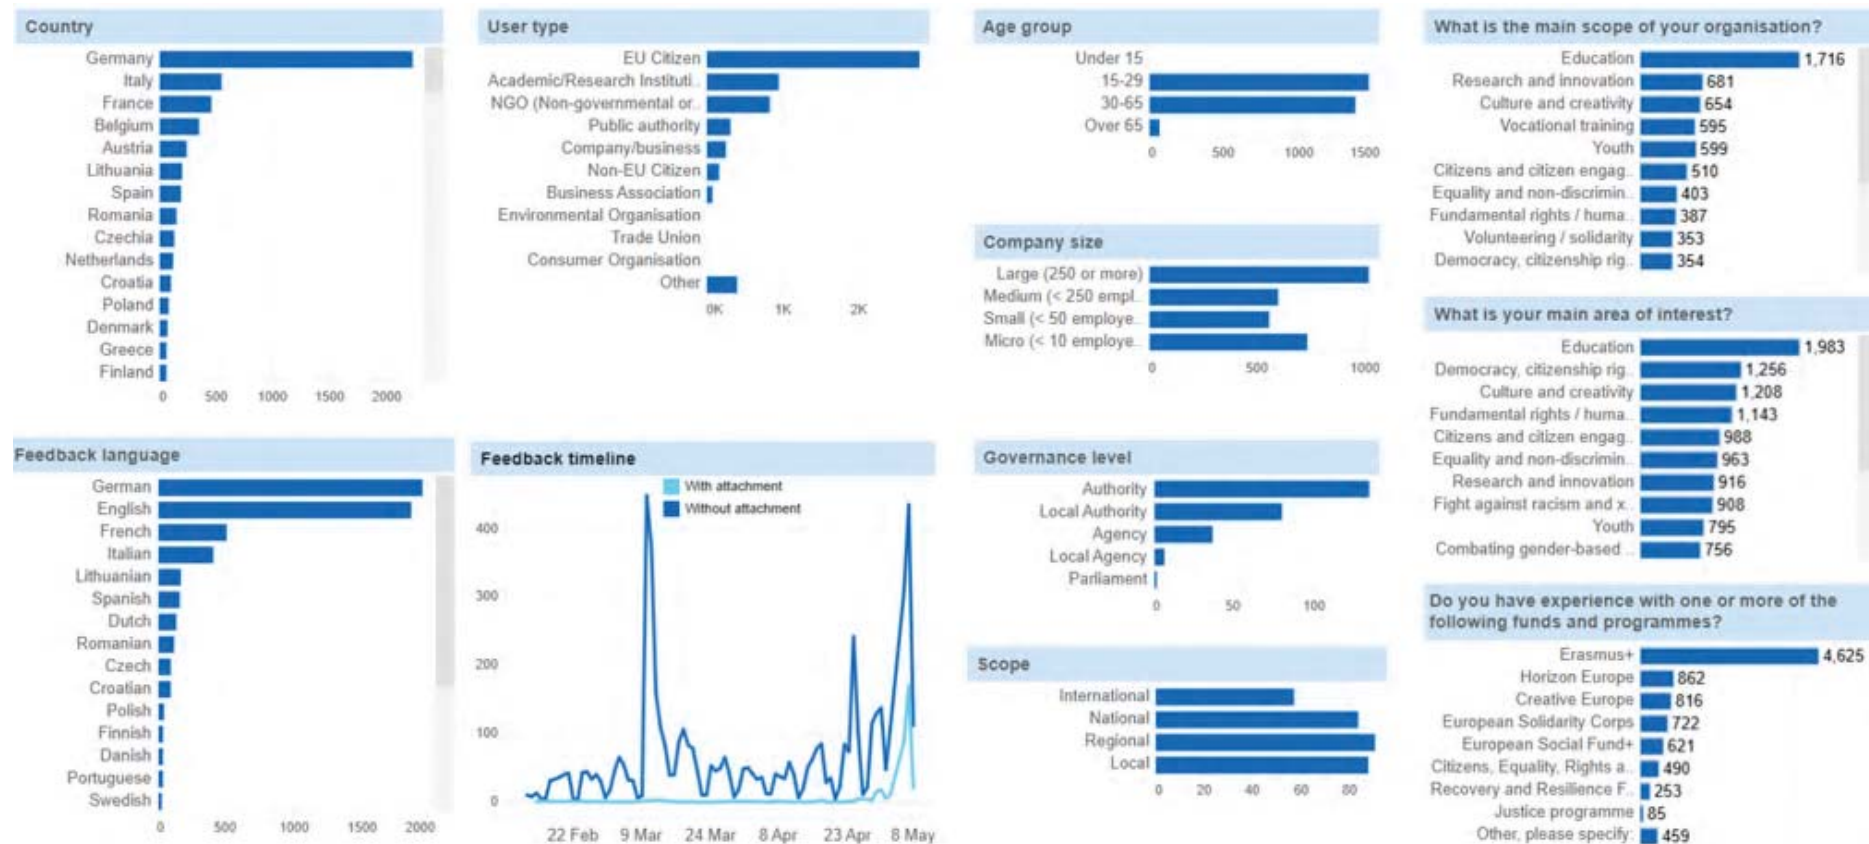 Country
Germany
Italy
France
Belgium
Austria
Lithuania
Spain
Romania
Czechia
Netherlands
Croatia
Poland
Denmark
Greece
Finland
0 500 1000 1500 2000
User type
EU Citizen
Academic/Research Instituti..
NGO (Non-governmental or..
Public authority
Company/business
Non-EU Citizen
Business Association
Environmental Organisation
Trade Union
Consumer Organisation
Other
0K 1K 2K
Age group
Under 15
15-29
30-65
Over 65
0 500 1000 1500
Company size
Large (250 or more)
Medium (< 250 empl..
Small (< 50 employe..
Micro (< 10 employe..
0 500 1000
What is the main scope of your organisation?
Education 1,716
Research and innovation 681
Culture and creativity 654
Vocational training 595
Youth 599
Citizens and citizen engag.. 510
Equality and non-discrimin.. 403
Fundamental rights / huma.. 387
Volunteering / solidarity 353
Democracy, citizenship rig.. 354
What is your main area of interest?
Education 1,983
Democracy, citizenship rig.. 1,256
Culture and creativity 1,208
Fundamental rights / huma.. 1,143
Citizens and citizen engag.. 988
Equality and non-discrimin.. 963
Research and innovation 916
Fight against racism and x.. 908
Youth 795
Combating gender-based .. 756
Feedback language
German
English
French
Italian
Lithuanian
Spanish
Dutch
Romanian
Czech
Croatian
Polish
Finnish
Danish
Portuguese
Swedish
0 500 1000 1500 2000
Feedback timeline
With attachment
Without attachment
400
300
200
100
0
22 Feb 9 Mar 24 Mar 8 Apr 23 Apr 8 May
Governance level
Authority
Local Authority
Agency
Local Agency
Parliament
0 50 100
Scope
International
National
Regional
Local
0 20 40 60 80
Do you have experience with one or more of the
following funds and programmes?
Erasmus+ 4,625
Horizon Europe 862
Creative Europe 816
European Solidarity Corps 722
European Social Fund+ 621
Citizens, Equality, Rights a.. 490
Recovery and Resilience F.. 253
Justice programme 85
Other, please specify: 459